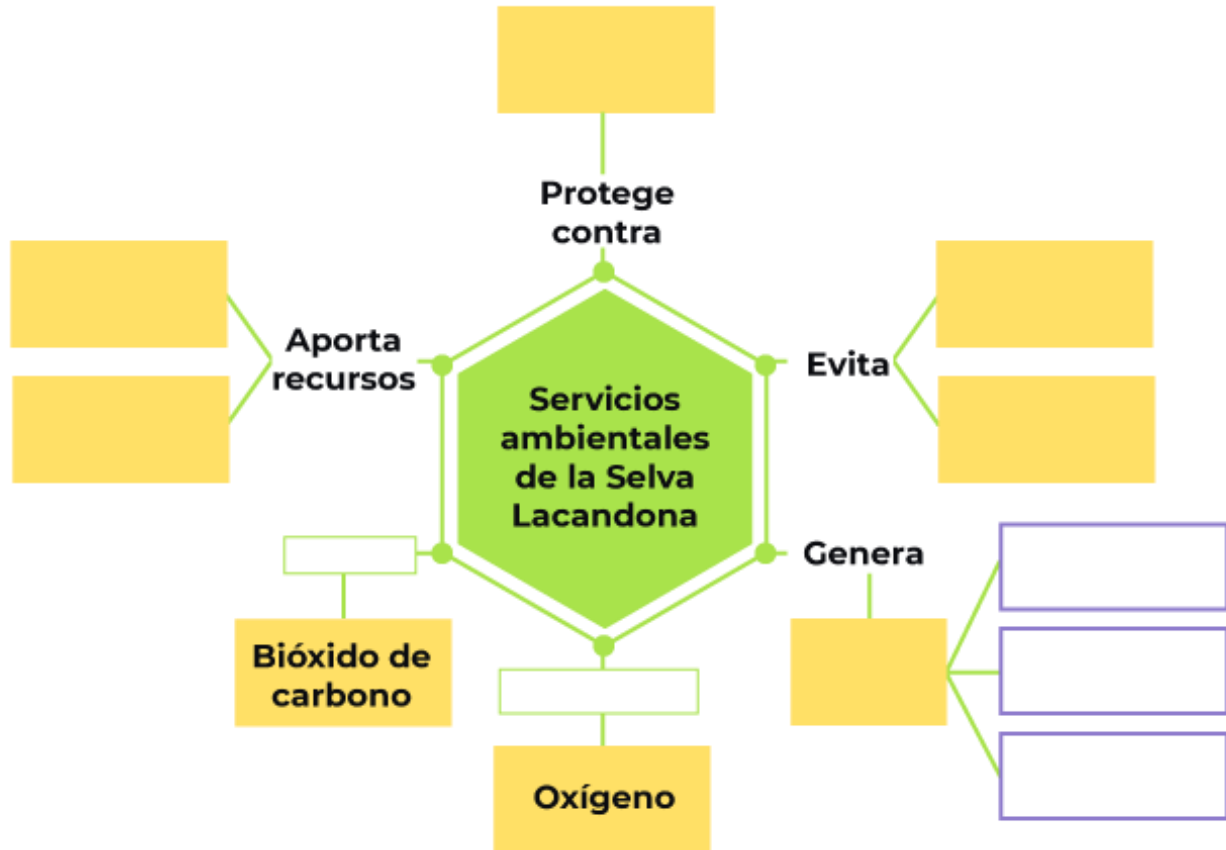 Protege
contra
Aporta
recursos
Evita
Servicios
ambientales
de la Selva
Lacandona
Genera
Bióxido de
carbono
Oxígeno